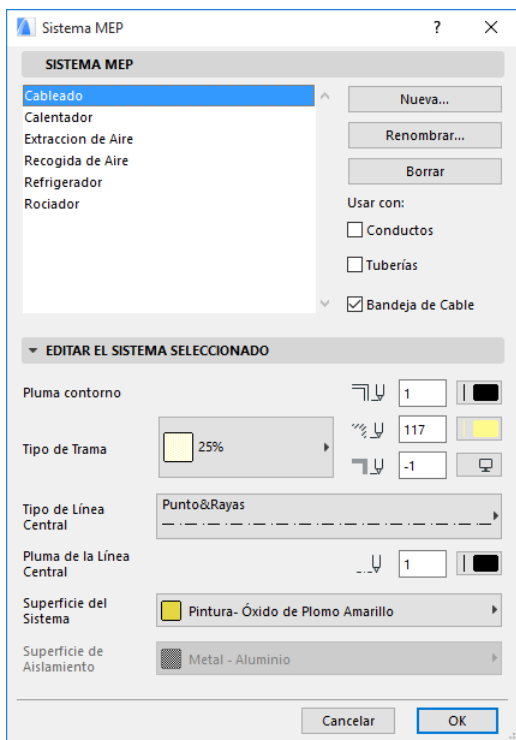 Sistema MEP
?
SISTEMA MEP
Cableado
Calentador
Extraccion de Aire
Recogida de Aire
Refrigerador
Rociador
Nueva...
Renombrar...
Borrar
Usar con:
Conductos
Tuberías
Bandeja de Cable
EDITAR EL SISTEMA SELECCIONADO
Pluma contorno
1
Tipo de Trama
25%
117
-1
Tipo de Línea
Central
Punto&Rayas
Pluma de la Línea
Central
1
Superficie del
Sistema
Pintura- Óxido de Plomo Amarillo
Superficie de
Aislamiento
Metal - Aluminio
Cancelar
OK